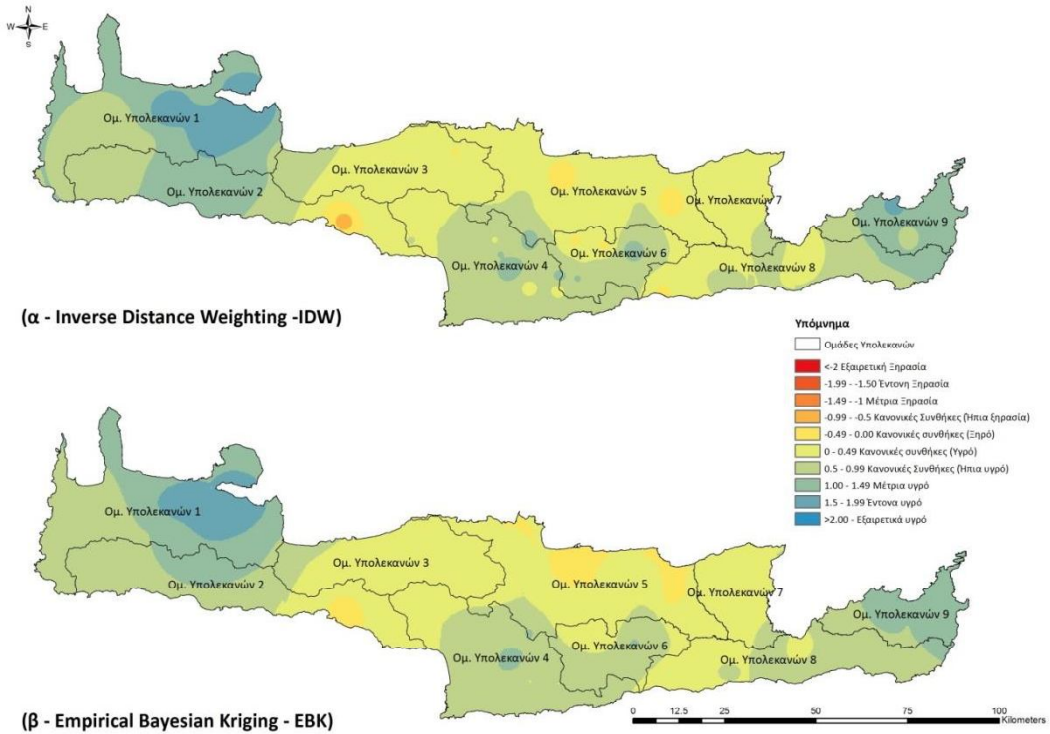 N
W E
S
Ομ. Υπολεκανών 1
Ομ. Υπολεκανών 2
Ομ. Υπολεκανών 3
Ομ. Υπολεκανών 4
Ομ. Υπολεκανών 5
Ομ. Υπολεκανών 6
Ομ. Υπολεκανών 7
Ομ. Υπολεκανών 8
Ομ. Υπολεκανών 9
(α - Inverse Distance Weighting -IDW)
Υπόμνημα
Ομάδες Υπολεκανών
<-2 Εξαιρετική Ξηρασία
-1.99 - -1.50 Έντονη Ξηρασία
-1.49 - -1 Μέτρια Ξηρασία
-0.99 - -0.5 Κανονικές Συνθήκες (Ήπια ξηρασία)
-0.49 - 0.00 Κανονικές συνθήκες (Ξηρό)
0 - 0.49 Κανονικές συνθήκες (Υγρό)
0.5 - 0.99 Κανονικές Συνθήκες (Ήπια υγρό)
1.00 - 1.49 Μέτρια υγρό
1.5 - 1.99 Έντονα υγρό
>2.00 - Εξαιρετικά υγρό
Ομ. Υπολεκανών 1
Ομ. Υπολεκανών 2
Ομ. Υπολεκανών 3
Ομ. Υπολεκανών 4
Ομ. Υπολεκανών 5
Ομ. Υπολεκανών 6
Ομ. Υπολεκανών 7
Ομ. Υπολεκανών 8
Ομ. Υπολεκανών 9
(β - Empirical Bayesian Kriging - EBK)
0 12.5 25 50 75 100
Kilometers